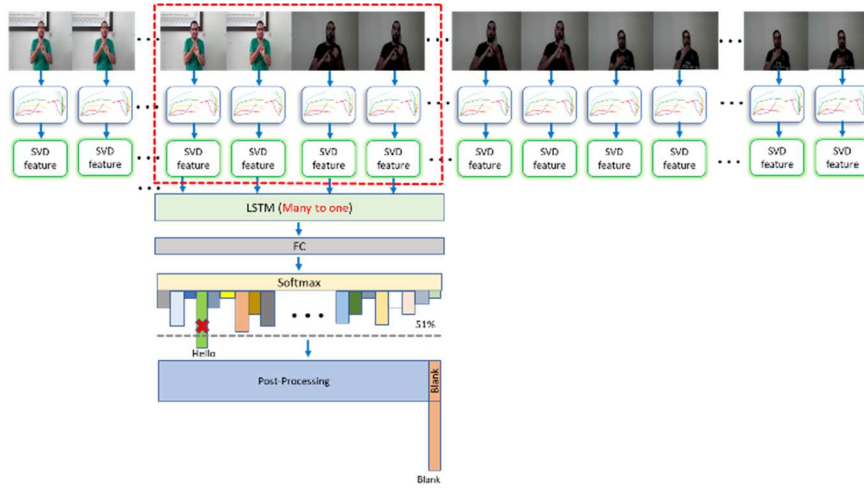 SVD feature
SVD feature
SVD feature
SVD feature
SVD feature
SVD feature
SVD feature
SVD feature
SVD feature
SVD feature
SVD feature
SVD feature
LSTM (Many to one)
FC
Softmax
51%
Hello
Post-Processing
Blank
Blank